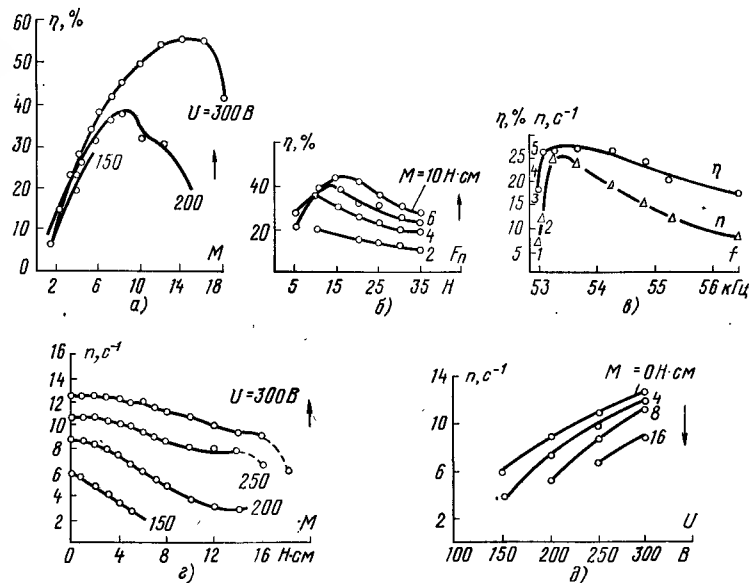 η, %
60
50
40
30
20
10
0
U = 300 В
150
200
2
6
10
14
18
М
а)
η, %
40
20
М = 10 Н·см
6
4
2
Fп
5
15
25
35
Н
б)
η, % n, с⁻¹
25
20
15
10
5
5
4
3
2
1
η
n
f
53
54
55
56 кГц
в)
n, с⁻¹
16
14
12
10
8
6
4
2
U = 300 В
250
200
150
М
0
4
8
12
16 Н·см
г)
n, с⁻¹
14
10
6
2
М = 0 Н·см
4
8
16
U
100
150
200
250
300 В
д)